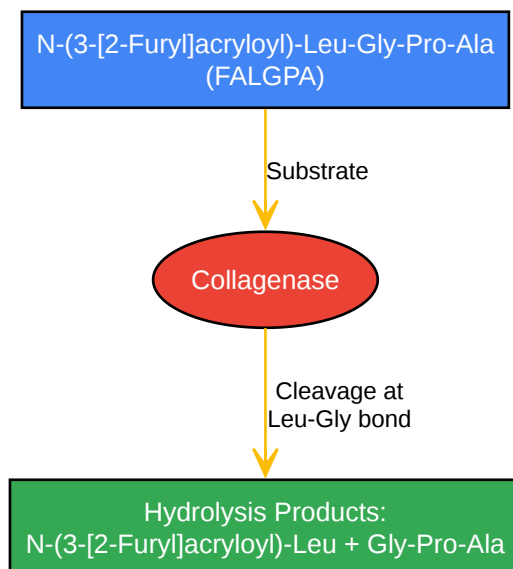 N-(3-[2-Furyl]acryloyl)-Leu-Gly-Pro-Ala
(FALGPA)
Substrate
Collagenase
Cleavage at
Leu-Gly bond
Hydrolysis Products:
N-(3-[2-Furyl]acryloyl)-Leu + Gly-Pro-Ala